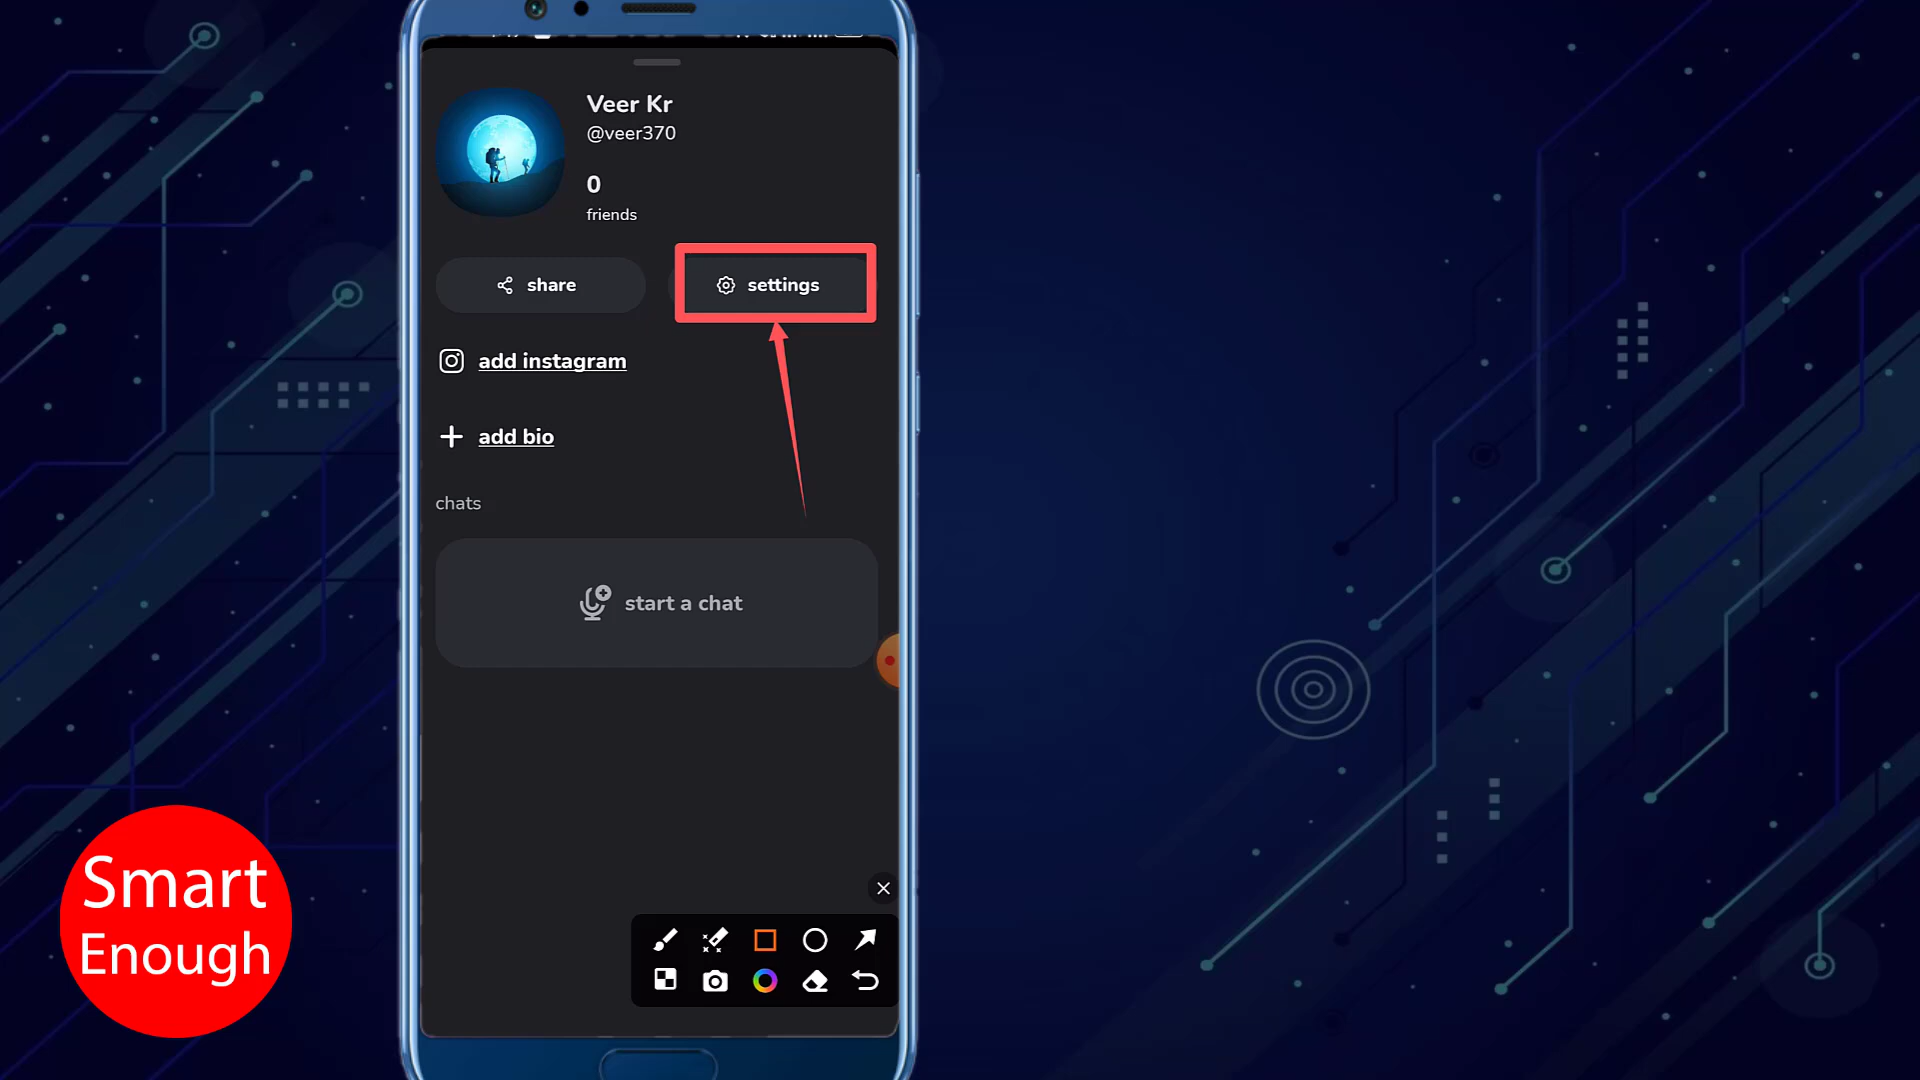 Veer Kr
@veer370
0
friends
share
settings
add instagram
add bio
chats
start a chat
Smart
Enough